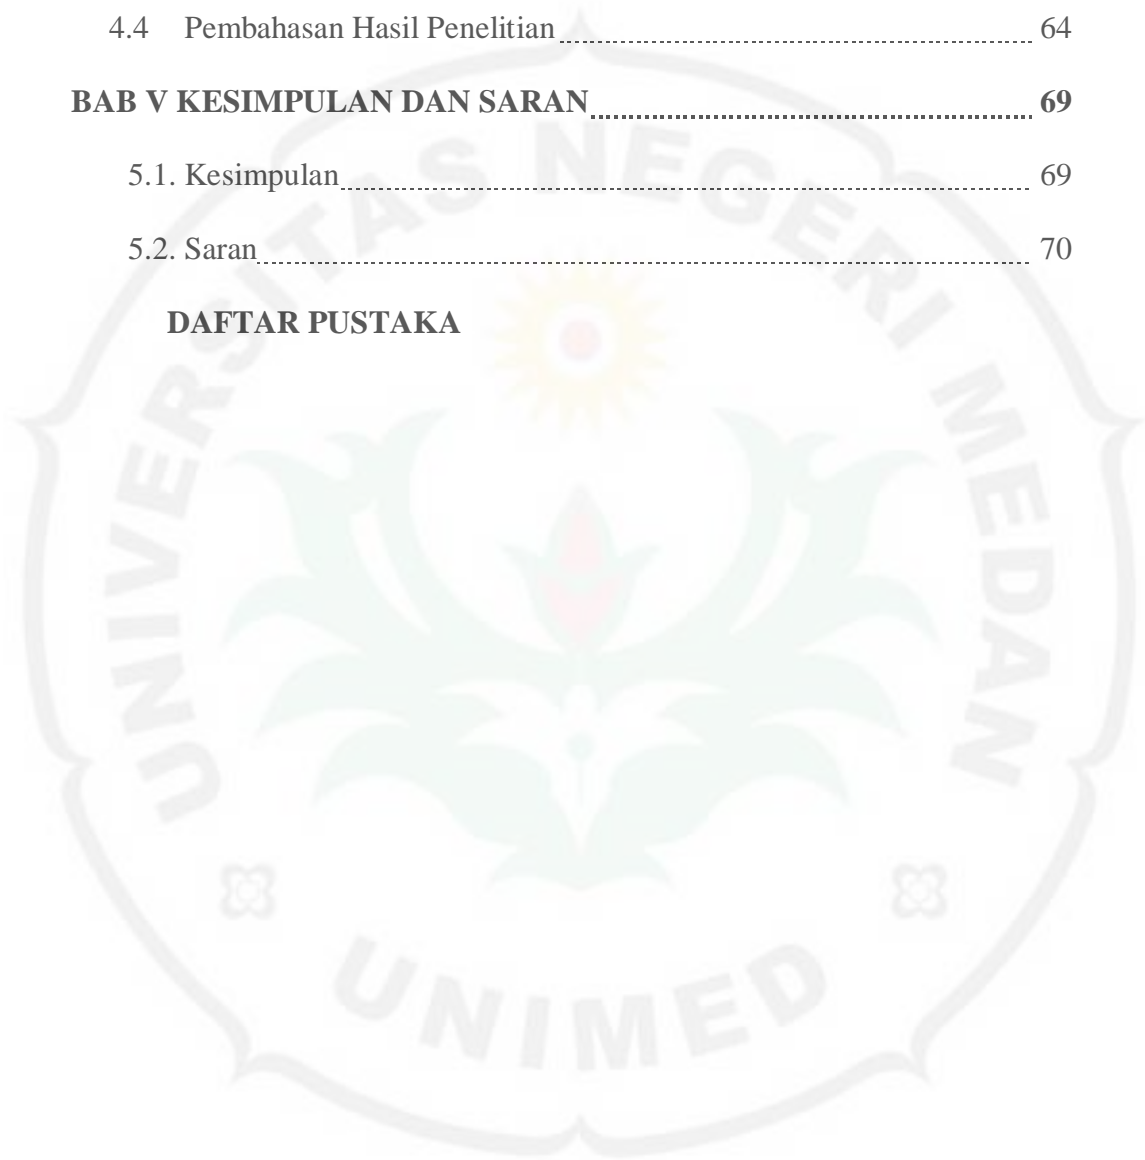 4.4 Pembahasan Hasil Penelitian 64
BAB V KESIMPULAN DAN SARAN 69
5.1. Kesimpulan 69
5.2. Saran 70
DAFTAR PUSTAKA
UNIVERSITAS NEGERI MEDAN
UNIMED